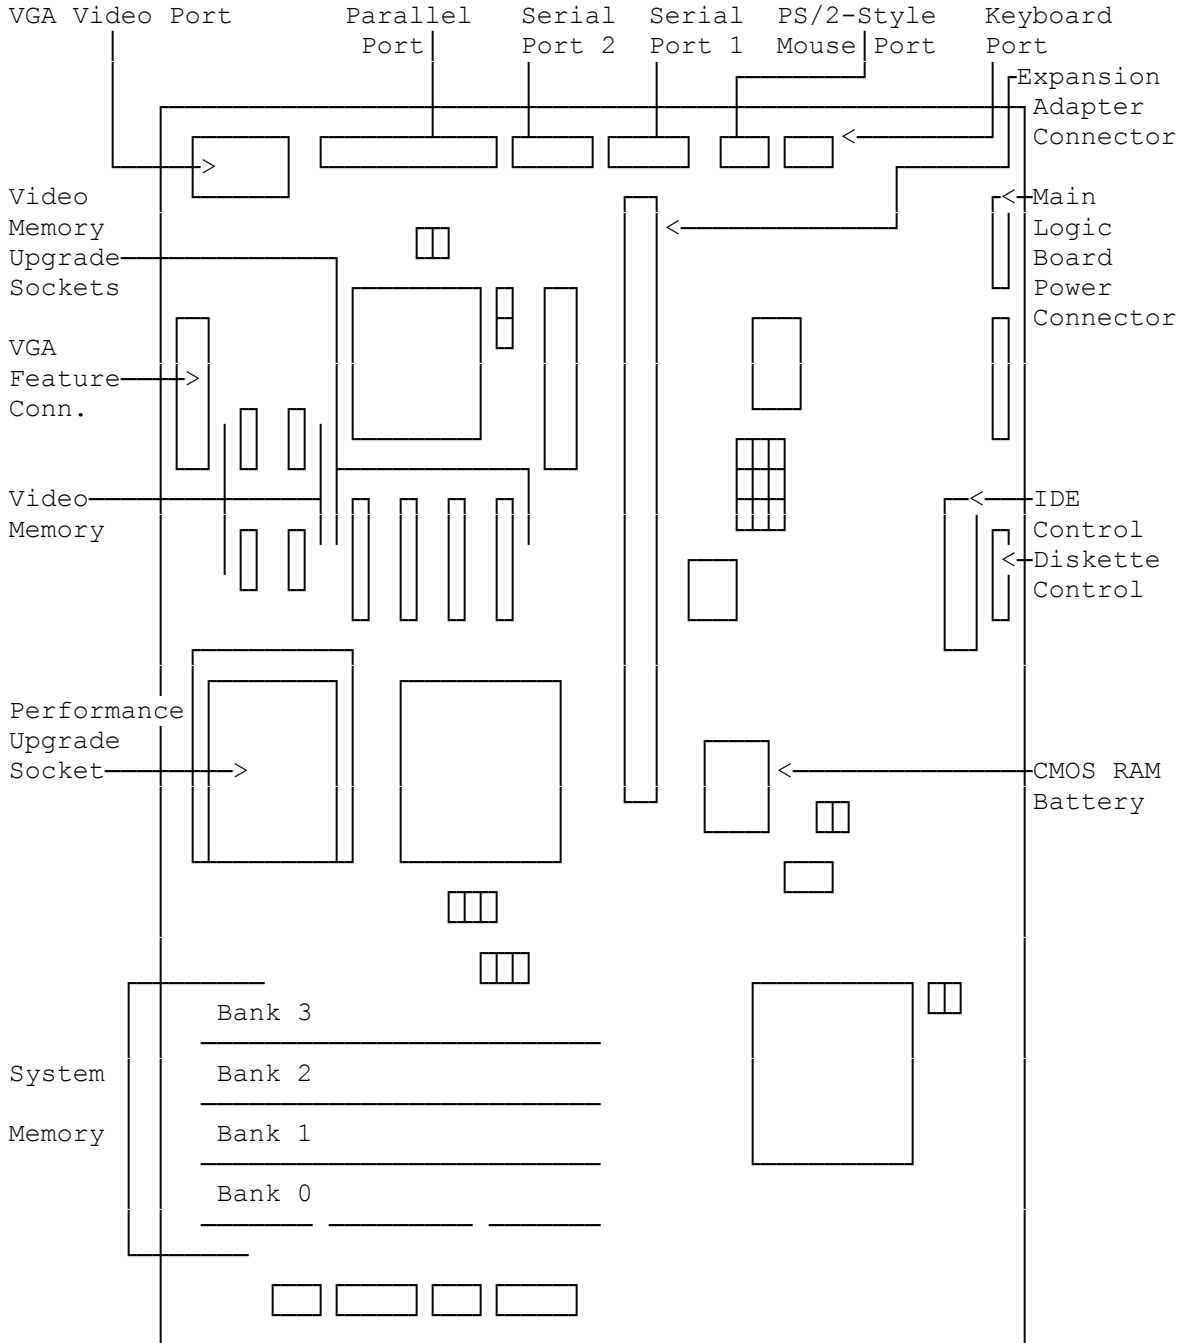 VGA Video Port
Parallel
Port
Serial
Port 2
Serial
Port 1
PS/2-Style
Mouse Port
Keyboard
Port
Expansion
Adapter
Connector
Video
Memory
Upgrade
Sockets
Main
Logic
Board
Power
Connector
VGA
Feature
Conn.
Video
Memory
IDE
Control
Diskette
Control
Performance
Upgrade
Socket
CMOS RAM
Battery
System
Memory
Bank 3
Bank 2
Bank 1
Bank 0